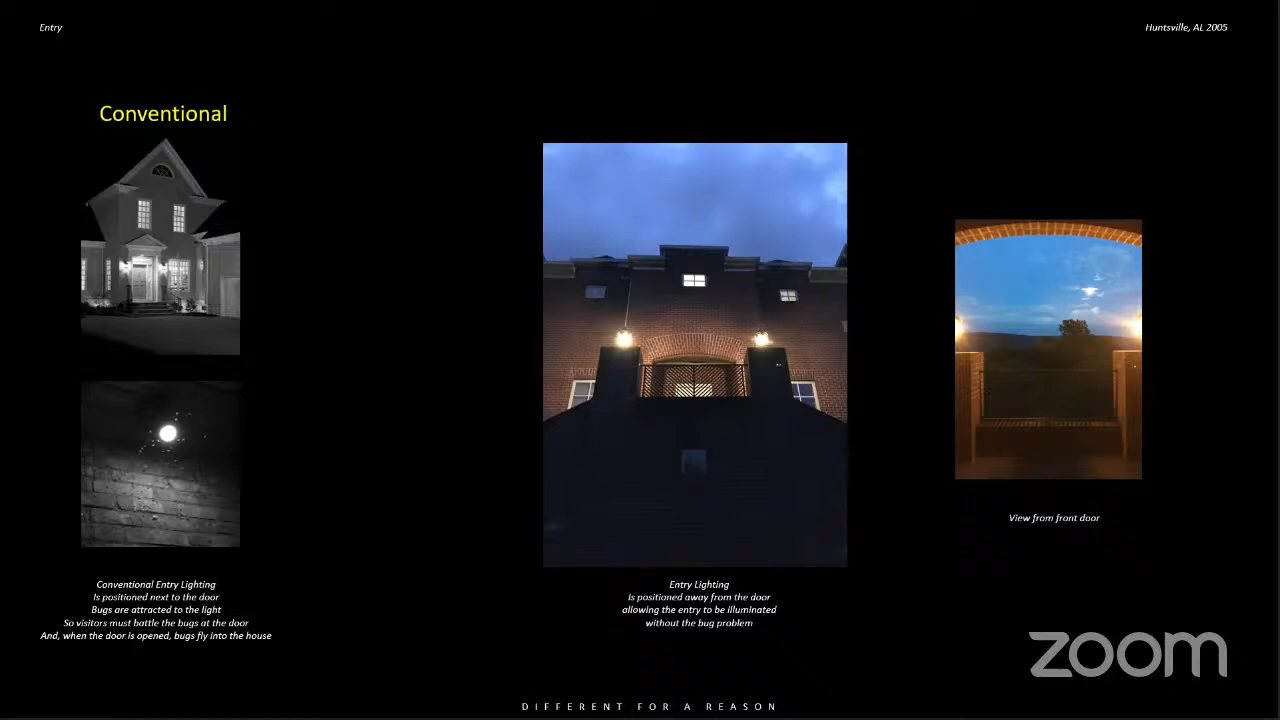 Entry
Huntsville, AL 2005
Conventional
Conventional Entry Lighting
Is positioned next to the door
Bugs are attracted to the light
So visitors must battle the bugs at the door
And, when the door is opened, bugs fly into the house
Entry Lighting
Is positioned away from the door
allowing the entry to be illuminated
without the bug problem
View from front door
zoom
DIFFERENT FOR A REASON